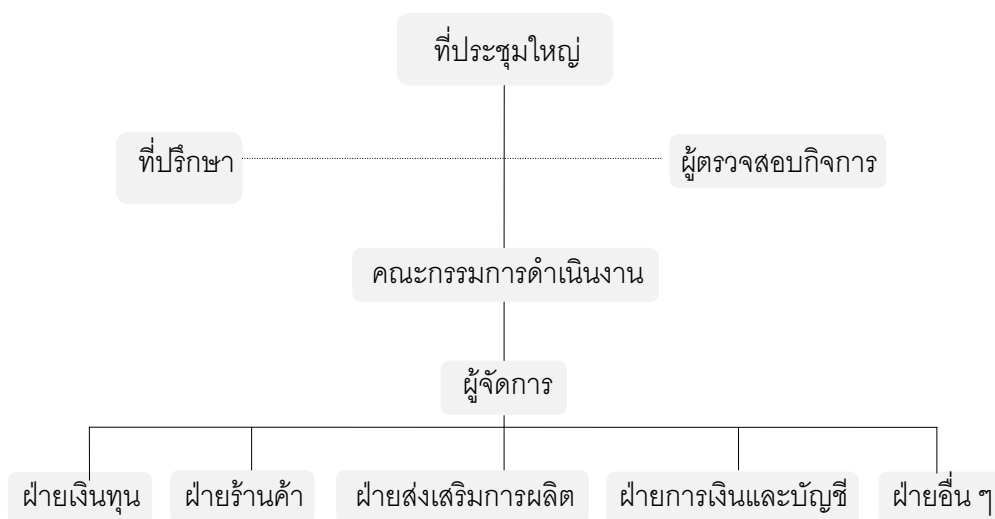 ที่ประชุมใหญ่
ที่ปรึกษา
ผู้ตรวจสอบกิจการ
คณะกรรมการดำเนินงาน
ผู้จัดการ
ฝ่ายเงินทุน
ฝ่ายร้านค้า
ฝ่ายส่งเสริมการผลิต
ฝ่ายการเงินและบัญชี
ฝ่ายอื่น ๆ